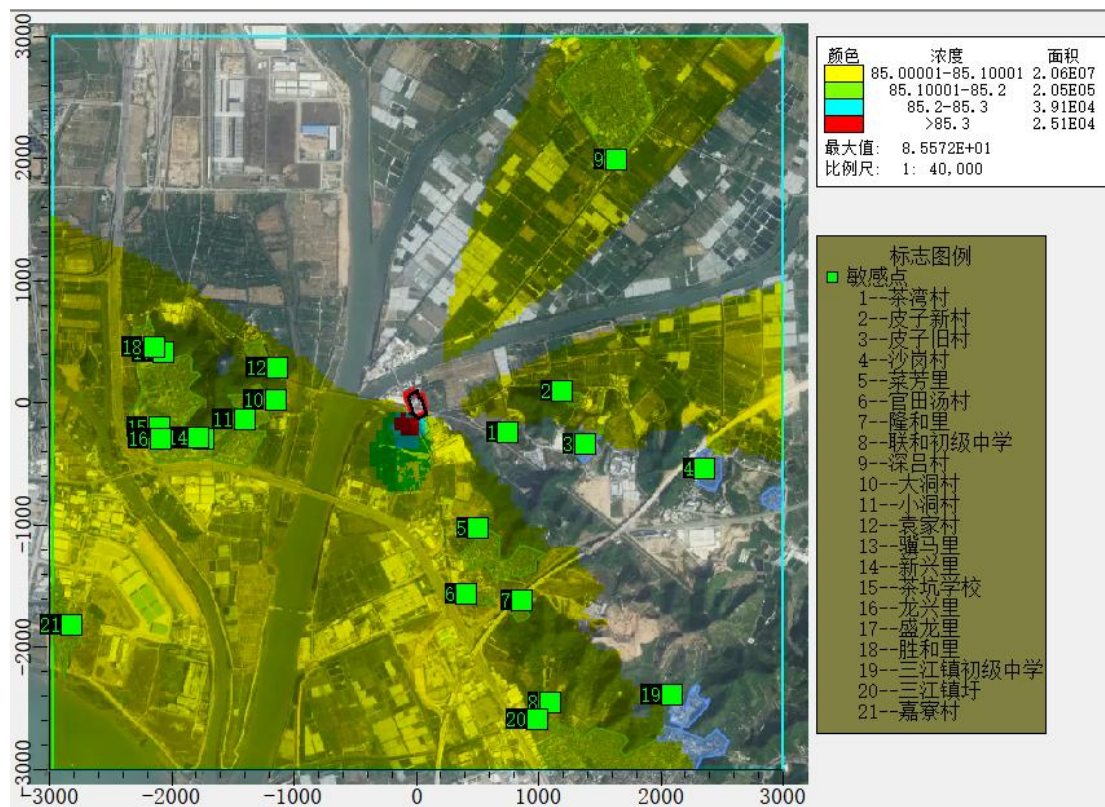 颜色 浓度 面积
85.00001-85.10001 2.06E07
85.10001-85.2 2.05E05
85.2-85.3 3.91E04
>85.3 2.51E04
最大值: 8.5572E+01
比例尺: 1: 40,000
标志图例
敏感点
1--茶湾村
2--皮子新村
3--皮子旧村
4--沙岗村
5--菜芳里
6--官田汤村
7--隆和里
8--联和初级中学
9--深吕村
10--大洞村
11--小洞村
12--袁家村
13--骥马里
14--新兴里
15--茶坑学校
16--龙兴里
17--盛龙里
18--胜和里
19--三江镇初级中学
20--三江镇圩
21--嘉寮村
3000
2000
1000
0
-1000
-2000
-3000
-3000 -2000 -1000 0 1000 2000 3000
9
18
12
2
10
11
1
15
16
14
3
4
5
6
7
21
19
8
20